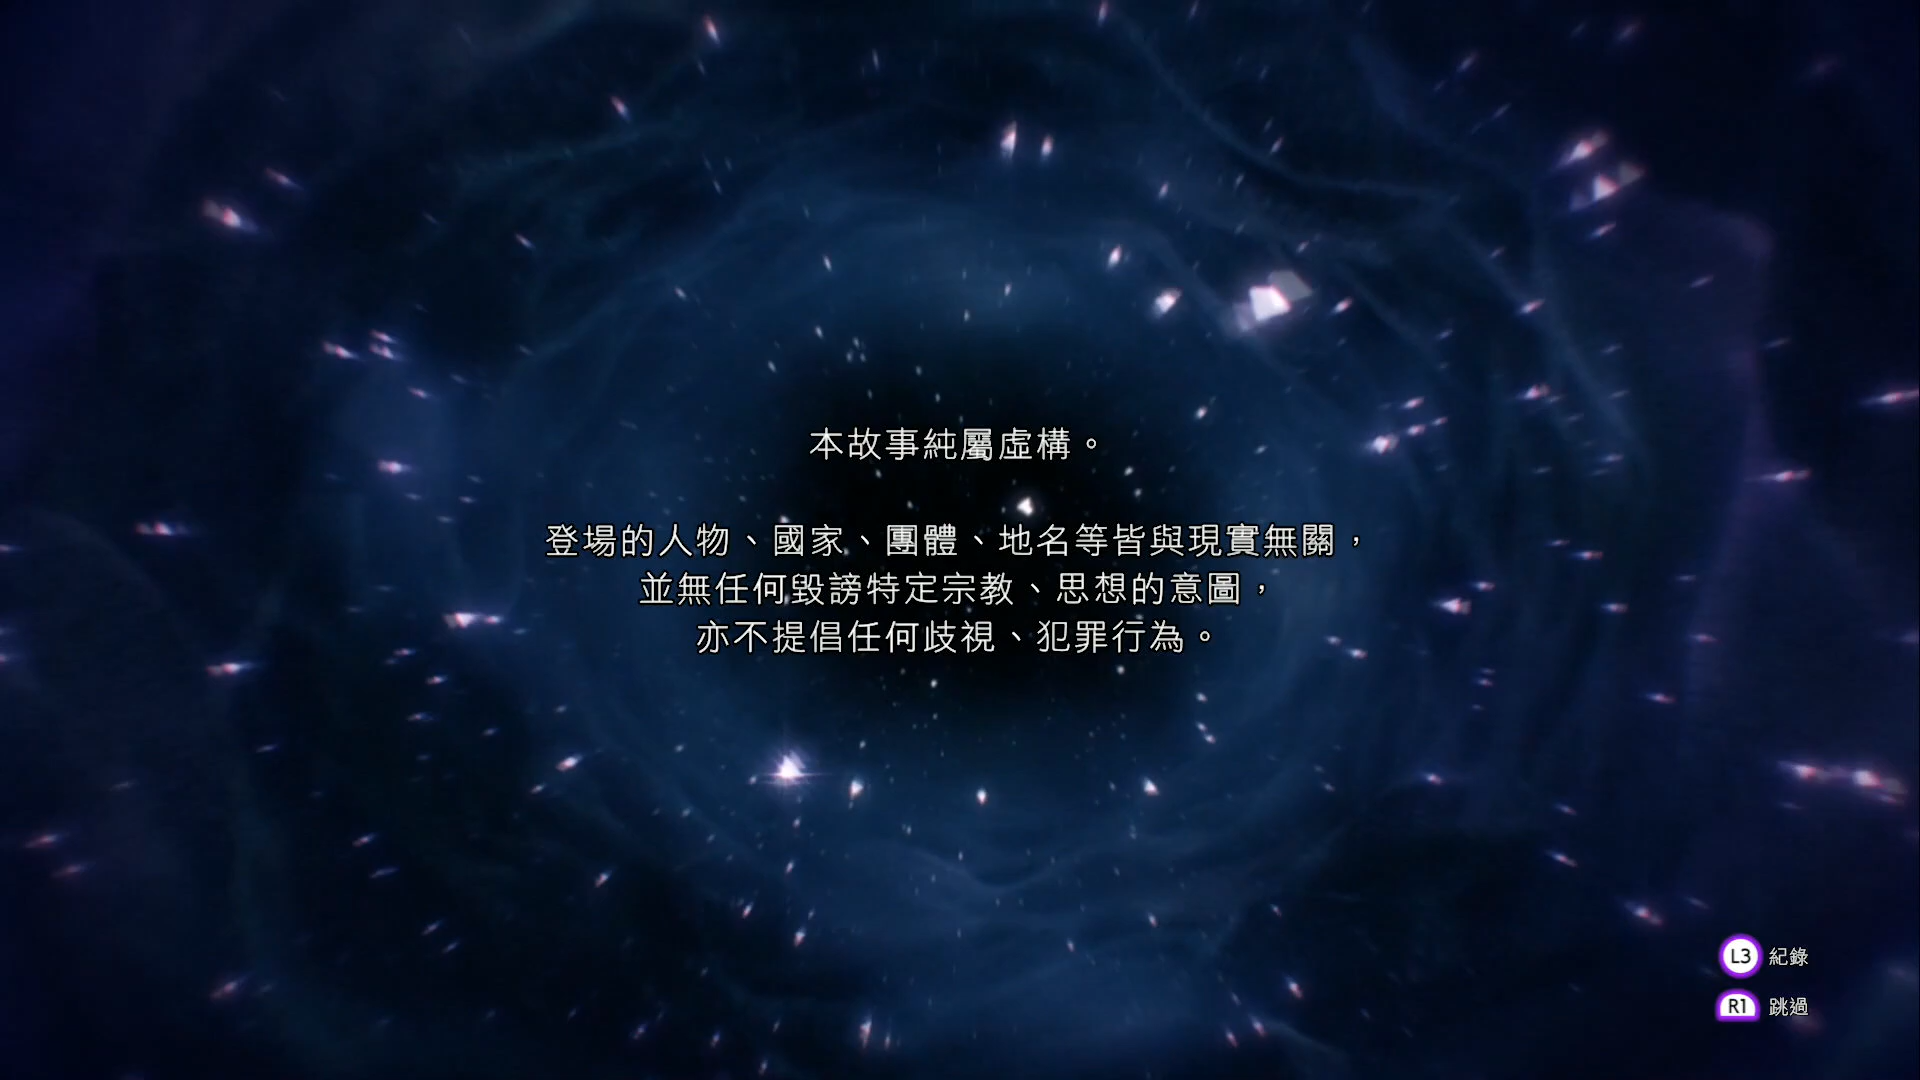 本故事純屬虛構。
登場的人物、國家、團體、地名等皆與現實無關，
並無任何毀謗特定宗教、思想的意圖，
亦不提倡任何歧視、犯罪行為。
L3 紀錄
R1 跳過